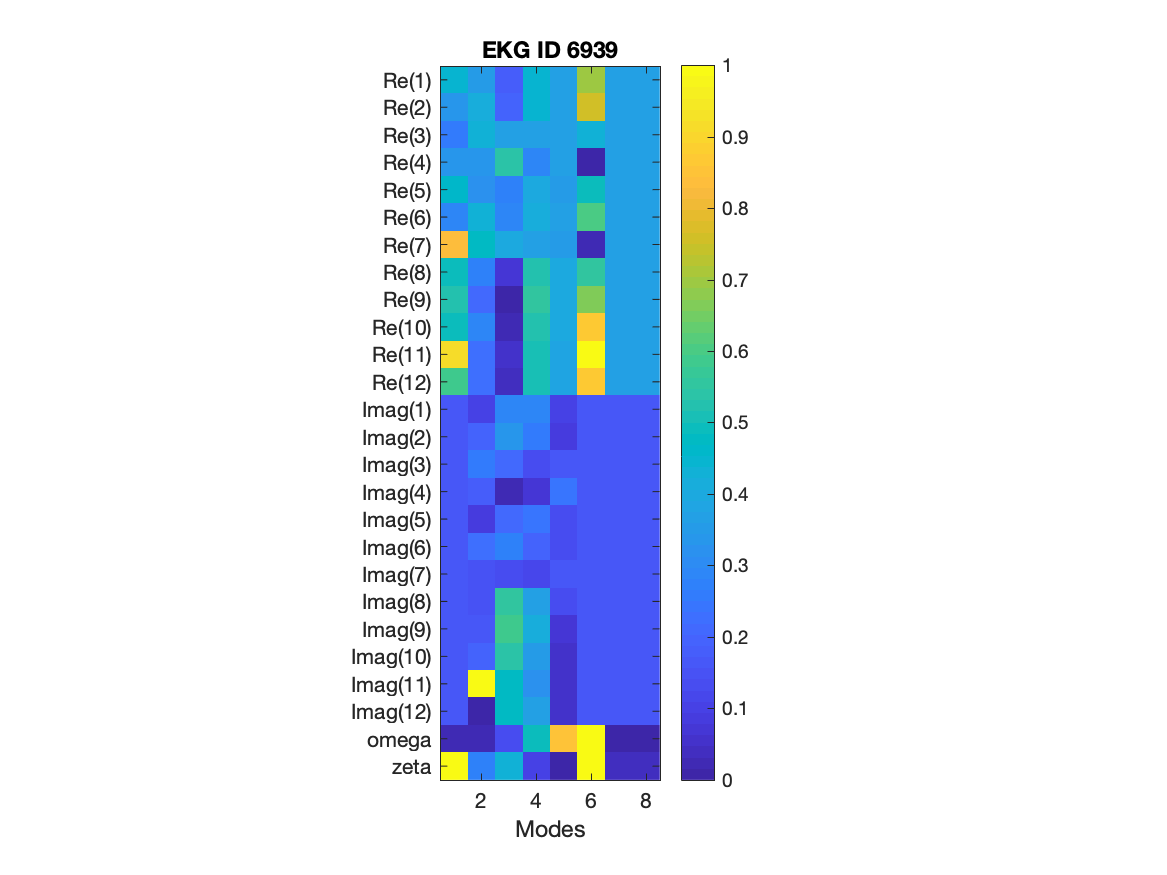 EKG ID 6939
Re(1)
Re(2)
Re(3)
Re(4)
Re(5)
Re(6)
Re(7)
Re(8)
Re(9)
Re(10)
Re(11)
Re(12)
Imag(1)
Imag(2)
Imag(3)
Imag(4)
Imag(5)
Imag(6)
Imag(7)
Imag(8)
Imag(9)
Imag(10)
Imag(11)
Imag(12)
omega
zeta
2 4 6 8
Modes
1
0.9
0.8
0.7
0.6
0.5
0.4
0.3
0.2
0.1
0